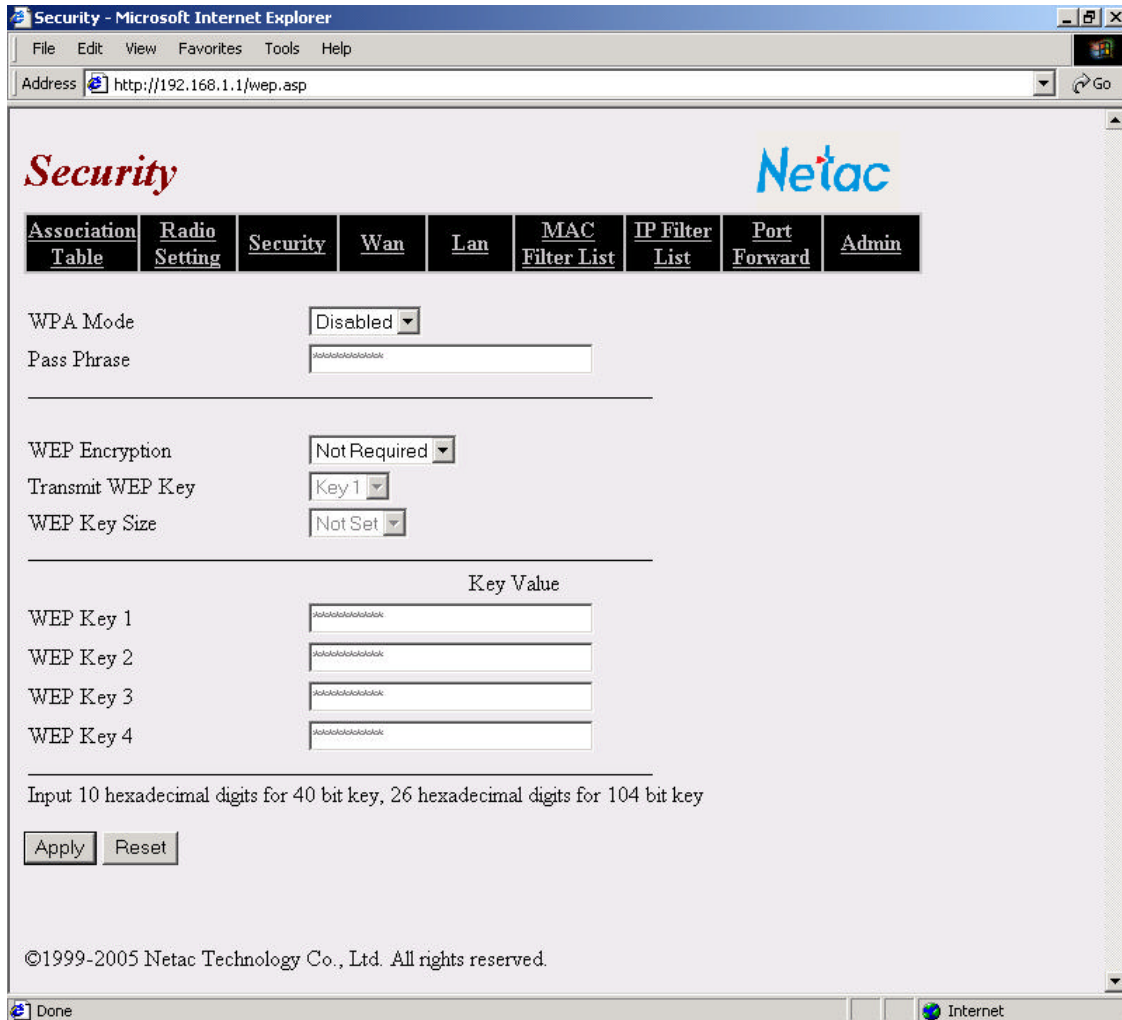 Security - Microsoft Internet Explorer
File Edit View Favorites Tools Help
Address http://192.168.1.1/wep.asp Go
Security
Netac
Association Table Radio Setting Security Wan Lan MAC Filter List IP Filter List Port Forward Admin
WPA Mode Disabled
Pass Phrase ***********
WEP Encryption Not Required
Transmit WEP Key Key 1
WEP Key Size Not Set
Key Value
WEP Key 1 ***********
WEP Key 2 ***********
WEP Key 3 ***********
WEP Key 4 ***********
Input 10 hexadecimal digits for 40 bit key, 26 hexadecimal digits for 104 bit key
Apply Reset
©1999-2005 Netac Technology Co., Ltd. All rights reserved.
Done Internet